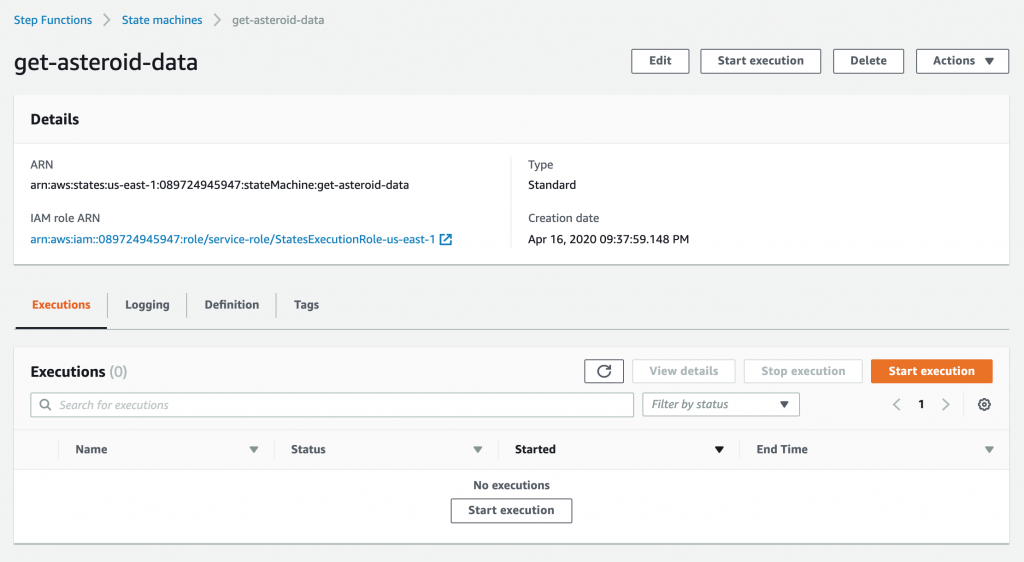 Step Functions > State machines > get-asteroid-data
get-asteroid-data
Edit Start execution Delete Actions
Details
ARN
arn:aws:states:us-east-1:089724945947:stateMachine:get-asteroid-data
Type
Standard
IAM role ARN
arn:aws:iam::089724945947:role/service-role/StatesExecutionRole-us-east-1
Creation date
Apr 16, 2020 09:37:59.148 PM
Executions Logging Definition Tags
Executions (0) View details Stop execution Start execution
Search for executions Filter by status 1
Name Status Started End Time
No executions
Start execution